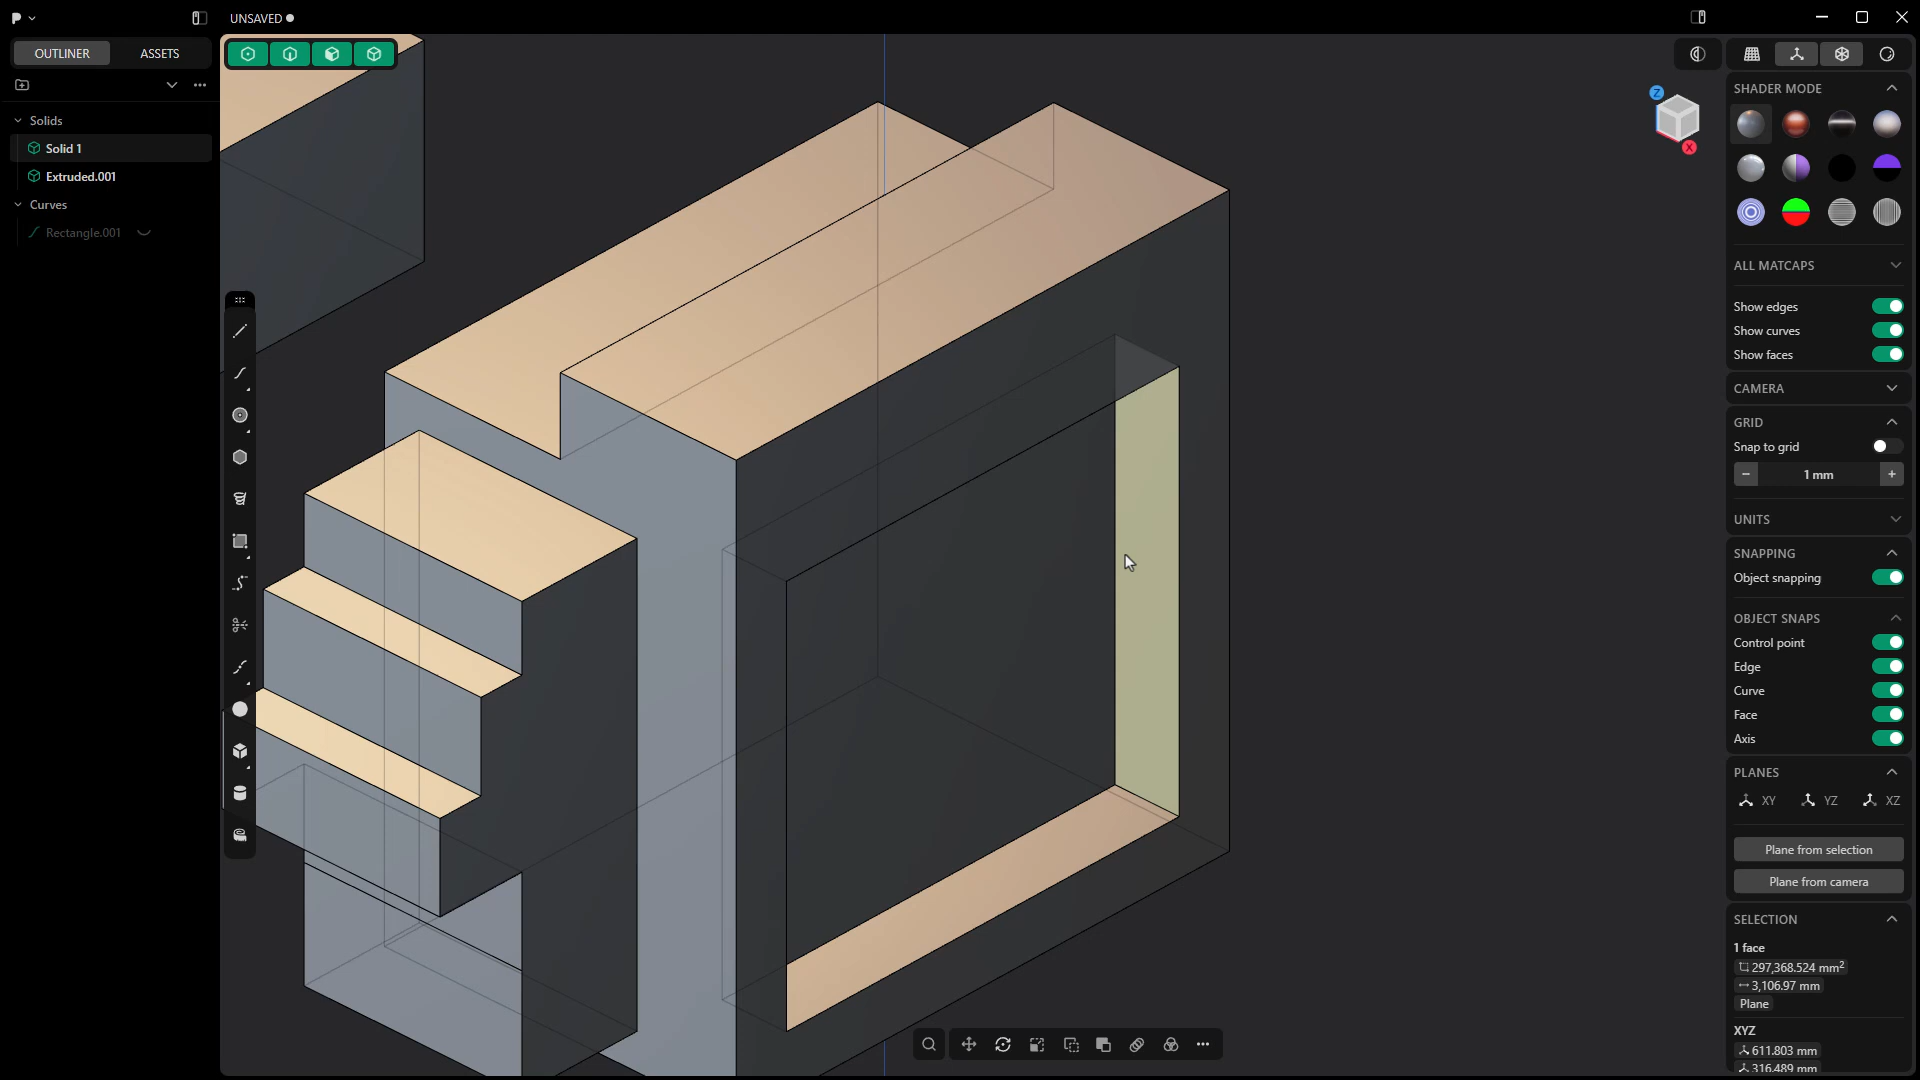 P
UNSAVED
OUTLINER
ASSETS
Solids
Solid 1
Extruded.001
Curves
Rectangle.001
Z
X
SHADER MODE
ALL MATCAPS
Show edges
Show curves
Show faces
CAMERA
GRID
Snap to grid
− 1 mm +
UNITS
SNAPPING
Object snapping
OBJECT SNAPS
Control point
Edge
Curve
Face
Axis
PLANES
XY YZ XZ
Plane from selection
Plane from camera
SELECTION
1 face
297,368.524 mm²
3,106.97 mm
Plane
XYZ
611.803 mm
316.489 mm